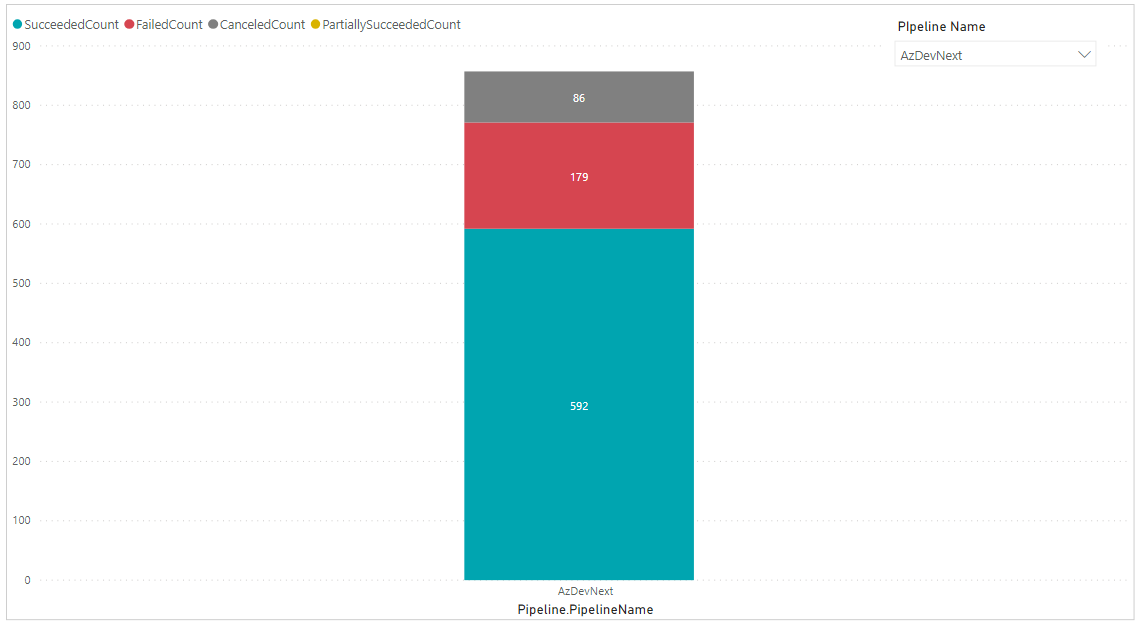 SucceededCount FailedCount CanceledCount PartiallySucceededCount
PIpeline Name
AzDevNext
900
800
700
600
500
400
300
200
100
0
86
179
592
AzDevNext
Pipeline.PipelineName